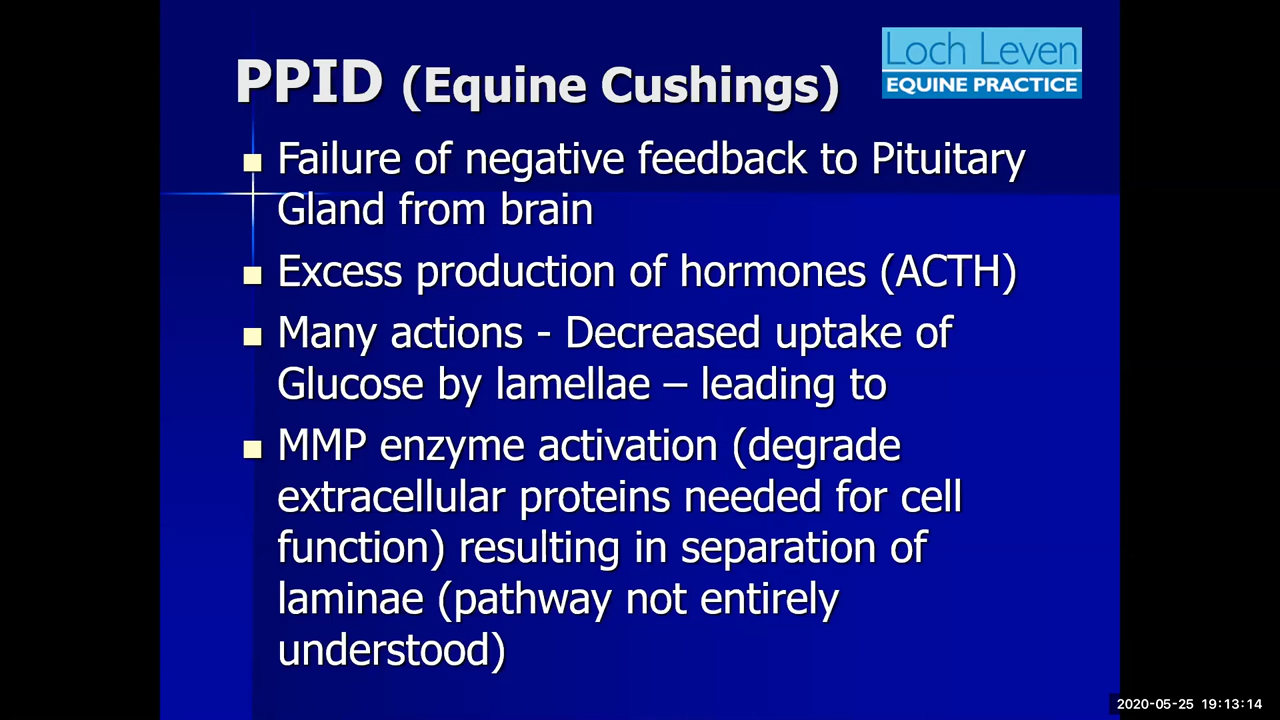 PPID (Equine Cushings)
Loch Leven
EQUINE PRACTICE
Failure of negative feedback to Pituitary
Gland from brain
Excess production of hormones (ACTH)
Many actions - Decreased uptake of
Glucose by lamellae – leading to
MMP enzyme activation (degrade
extracellular proteins needed for cell
function) resulting in separation of
laminae (pathway not entirely
understood)
2020-05-25 19:13:14